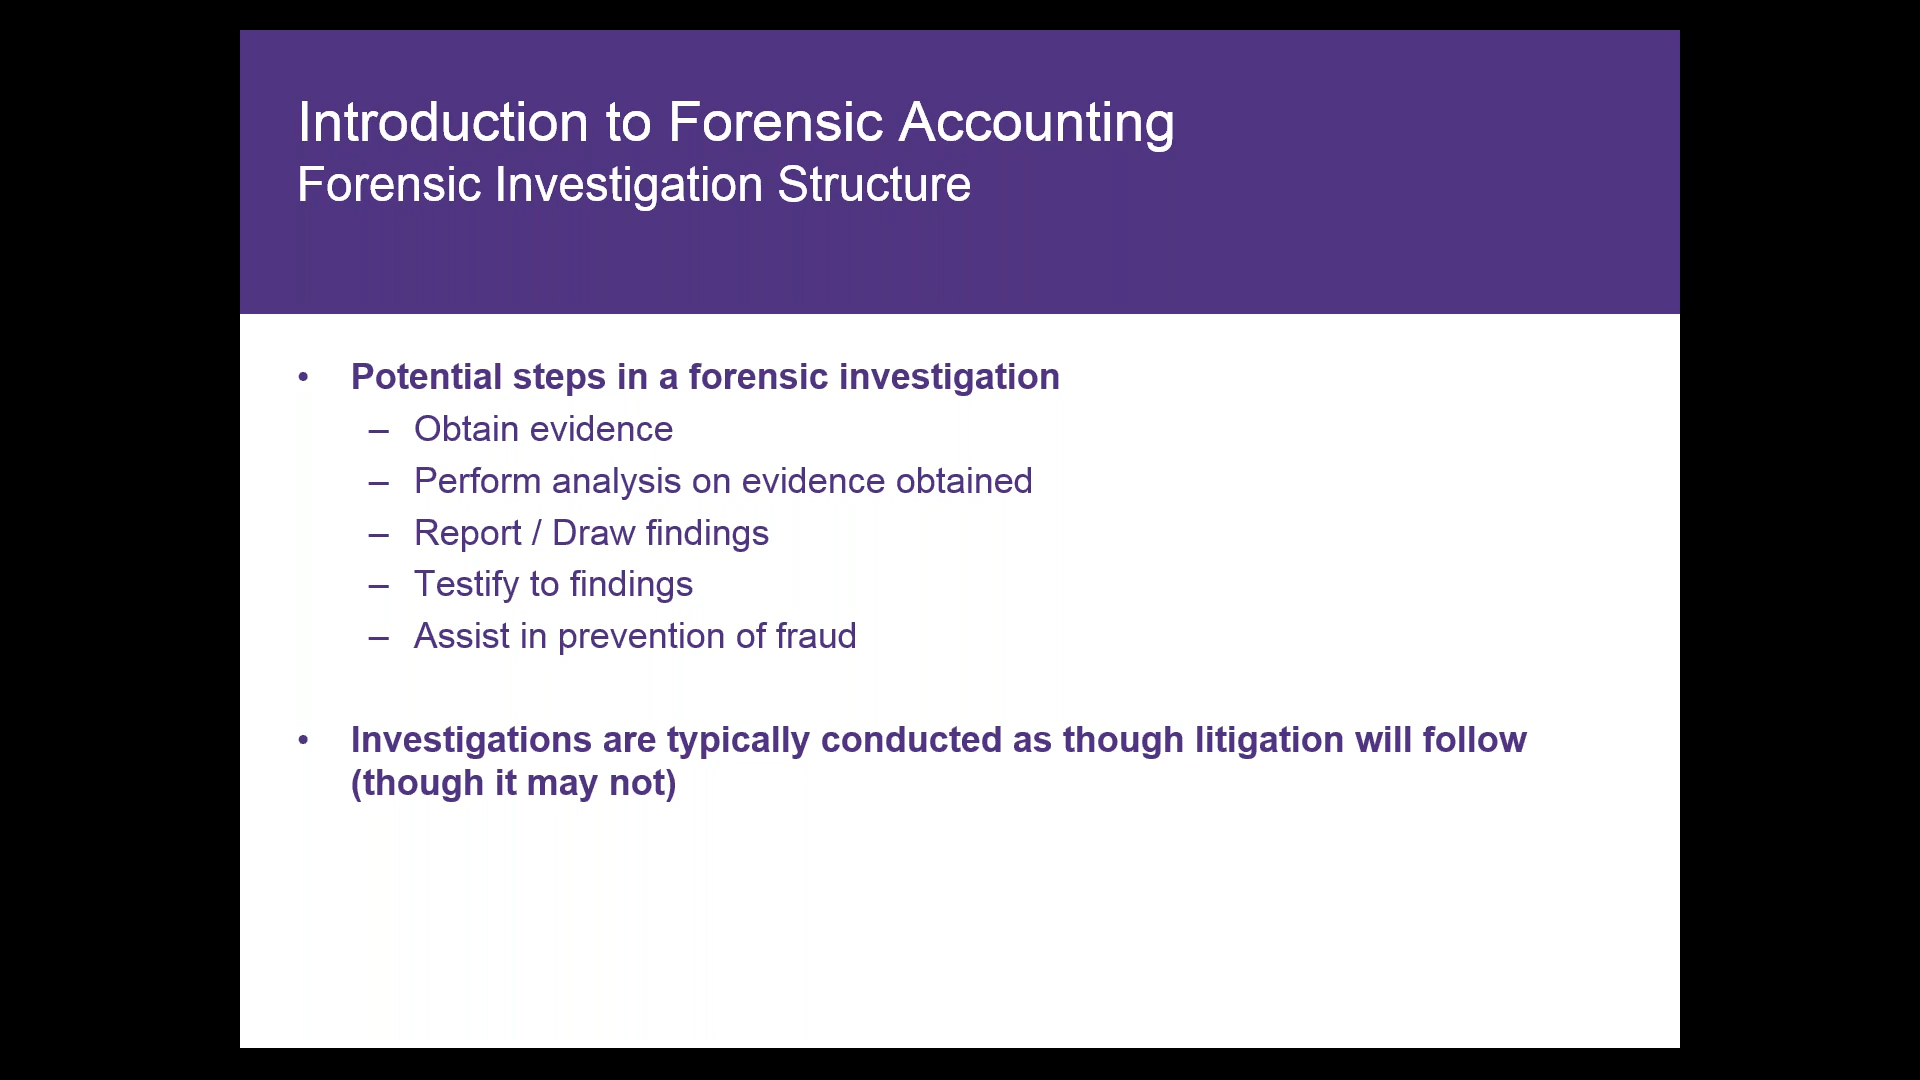 Introduction to Forensic Accounting
Forensic Investigation Structure
• Potential steps in a forensic investigation
– Obtain evidence
– Perform analysis on evidence obtained
– Report / Draw findings
– Testify to findings
– Assist in prevention of fraud
• Investigations are typically conducted as though litigation will follow
(though it may not)